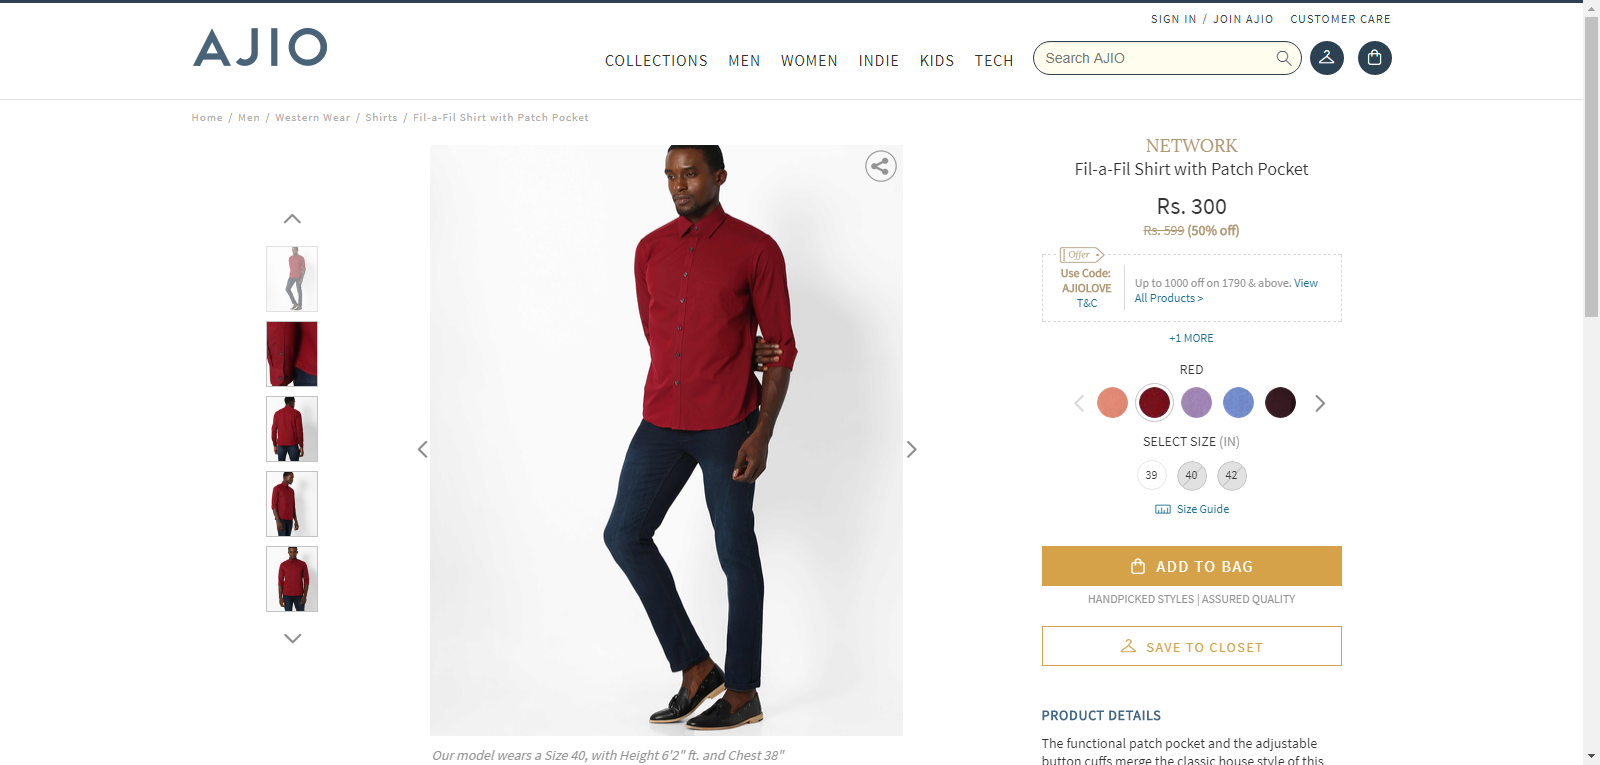 SIGN IN / JOIN AJIO CUSTOMER CARE
AJIO
COLLECTIONS MEN WOMEN INDIE KIDS TECH Search AJIO
Home / Men / Western Wear / Shirts / Fil-a-Fil Shirt with Patch Pocket
NETWORK
Fil-a-Fil Shirt with Patch Pocket
Rs. 300
Rs. 599 (50% off)
Offer
Use Code:
AJIOLOVE
T&C
Up to 1000 off on 1790 & above. View
All Products >
+1 MORE
RED
SELECT SIZE (IN)
39 40 42
Size Guide
ADD TO BAG
HANDPICKED STYLES | ASSURED QUALITY
SAVE TO CLOSET
PRODUCT DETAILS
The functional patch pocket and the adjustable
button cuffs merge the classic house style of this
Our model wears a Size 40, with Height 6'2" ft. and Chest 38"